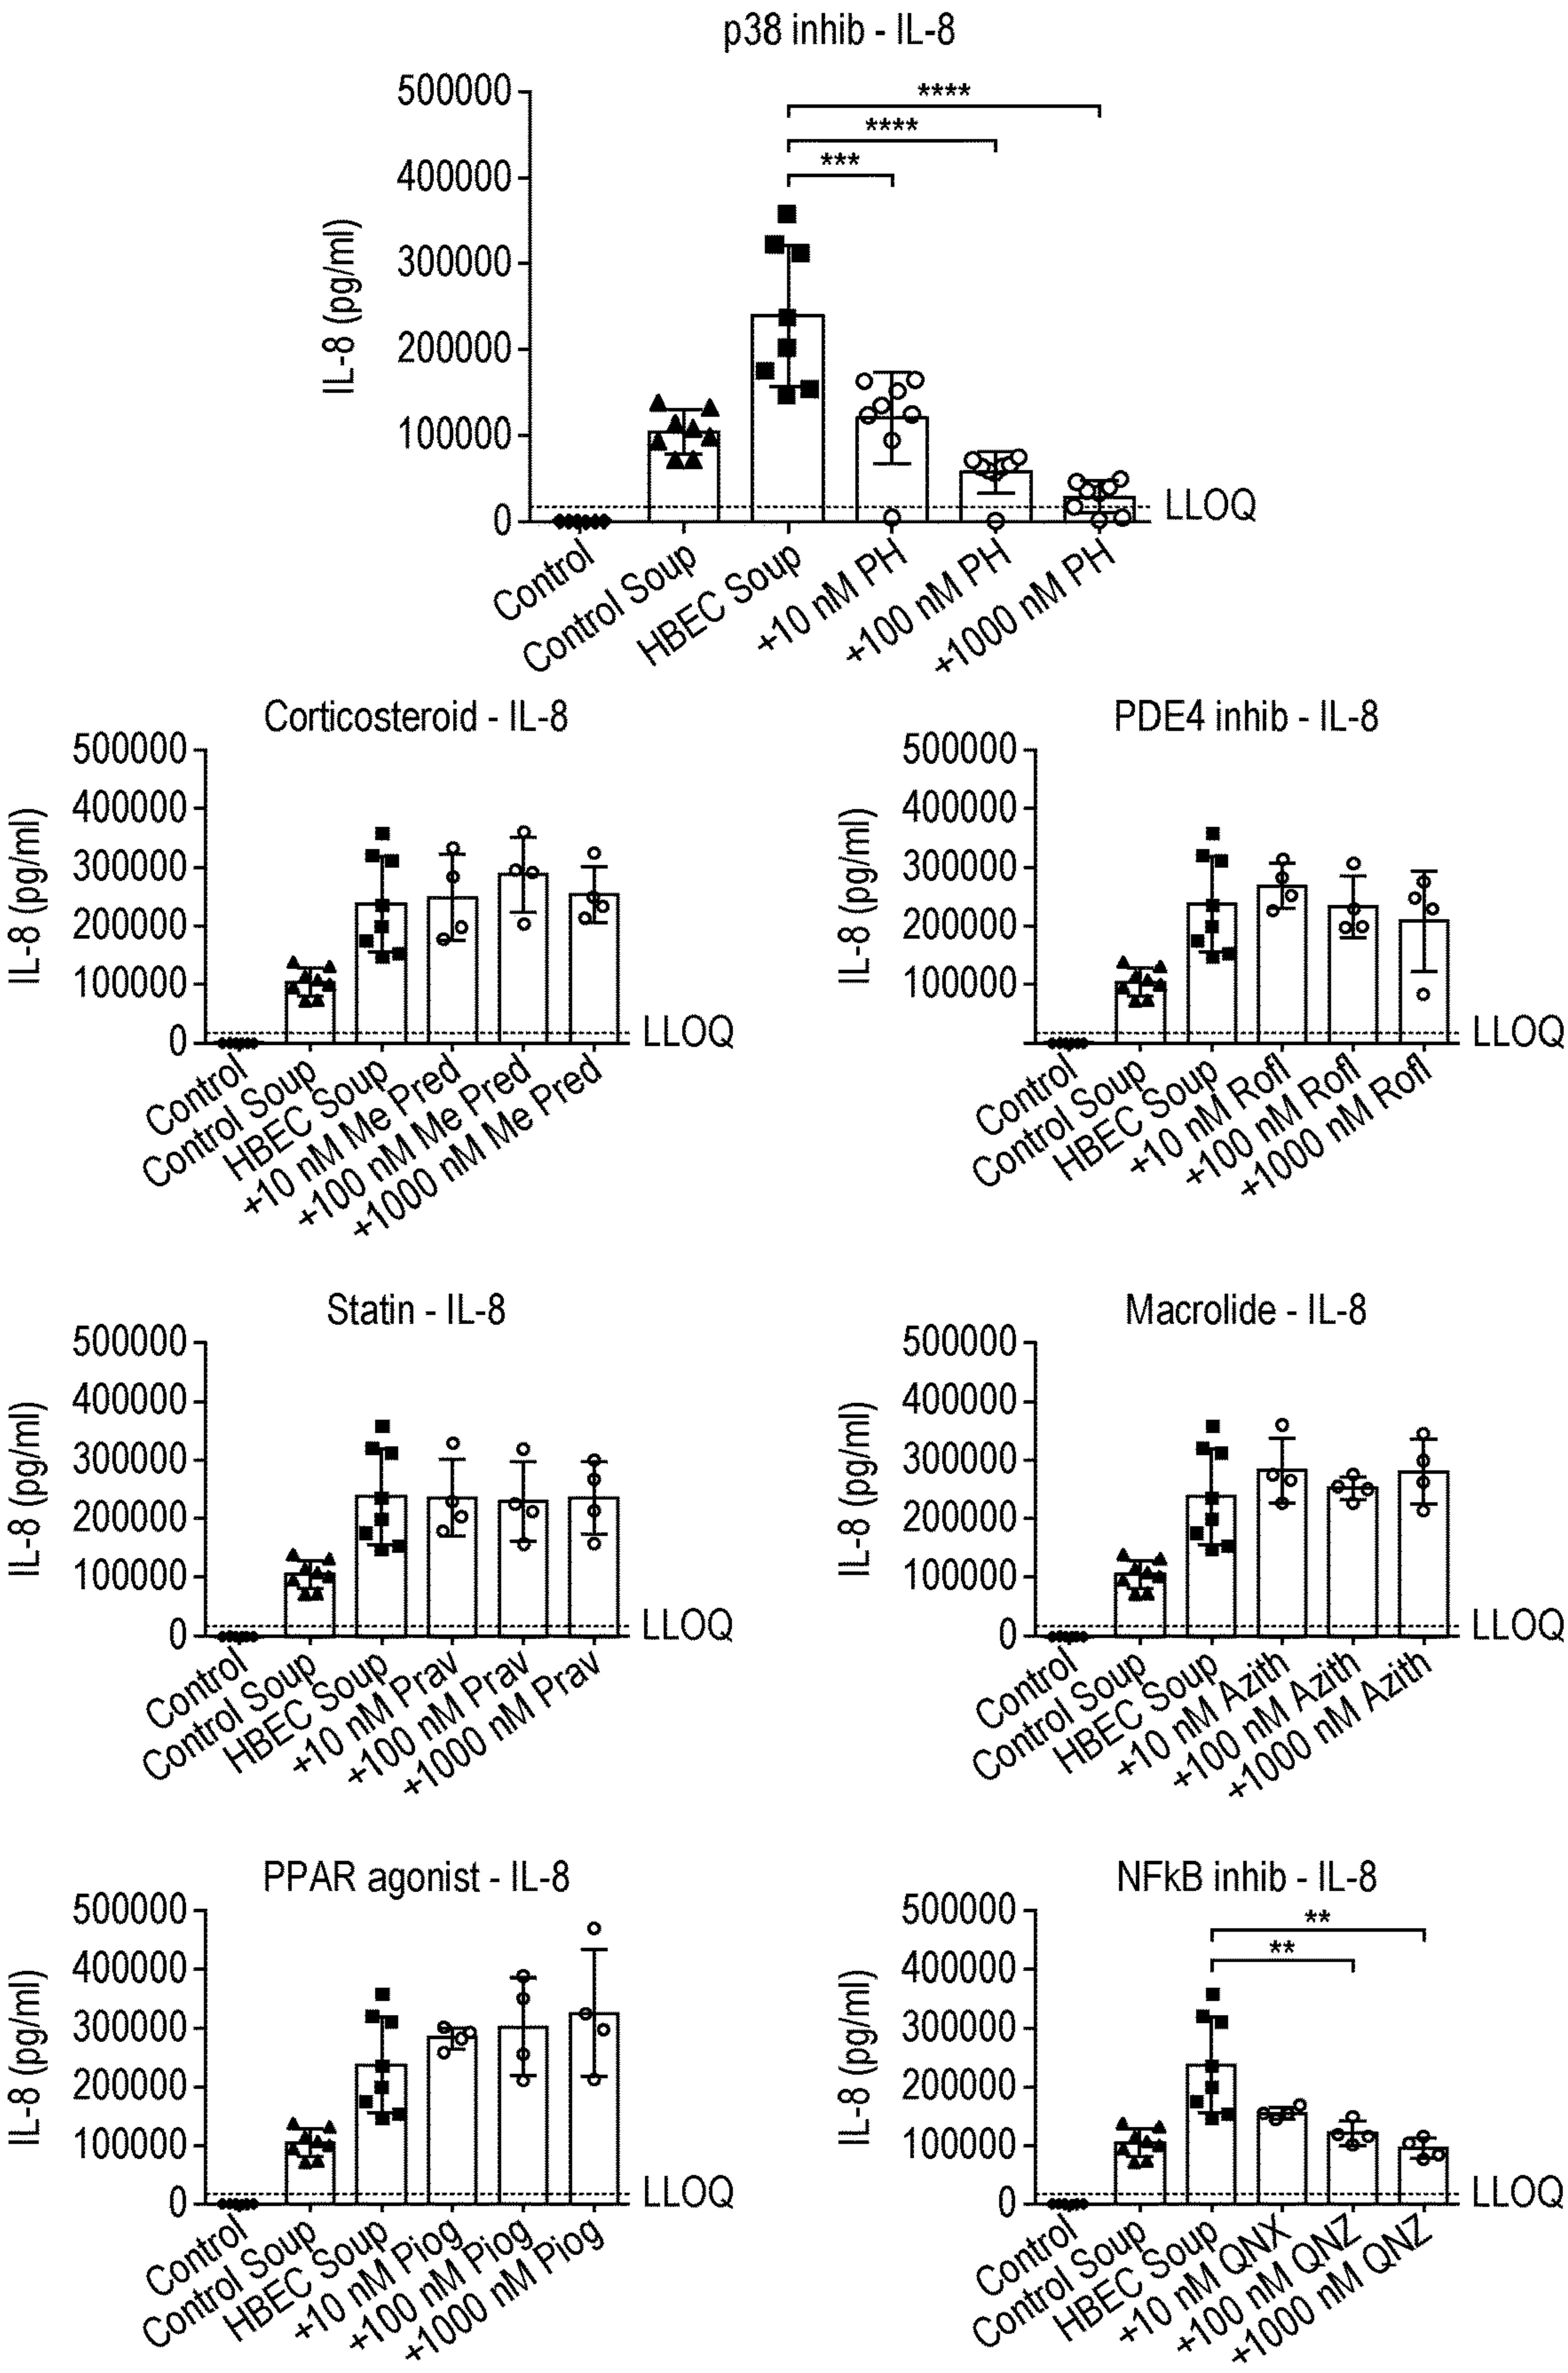 p38 inhib - IL-8
500000
400000
300000
200000
100000
0
IL-8 (pg/ml)
****
****
***
LLOQ
Control
Control Soup
HBEC Soup
+10 nM PH
+100 nM PH
+1000 nM PH
Corticosteroid - IL-8
500000
400000
300000
200000
100000
0
IL-8 (pg/ml)
LLOQ
Control
Control Soup
HBEC Soup
+10 nM Me Pred
+100 nM Me Pred
+1000 nM Me Pred
PDE4 inhib - IL-8
500000
400000
300000
200000
100000
IL-8 (pg/ml)
LLOQ
Control
Control Soup
HBEC Soup
+10 nM Rofl
+100 nM Rofl
+1000 nM Rofl
Statin - IL-8
500000
400000
300000
200000
100000
0
IL-8 (pg/ml)
LLOQ
Control
Control Soup
HBEC Soup
+10 nM Prav
+100 nM Prav
+1000 nM Prav
Macrolide - IL-8
500000
400000
300000
200000
100000
0
IL-8 (pg/ml)
LLOQ
Control
Control Soup
HBEC Soup
+10 nM Azith
+100 nM Azith
+1000 nM Azith
PPAR agonist - IL-8
500000
400000
300000
200000
100000
0
IL-8 (pg/ml)
LLOQ
Control
Control Soup
HBEC Soup
+10 nM Piog
+100 nM Piog
+1000 nM Piog
NFkB inhib - IL-8
500000
400000
300000
200000
100000
0
IL-8 (pg/ml)
**
**
LLOQ
Control
Control Soup
HBEC Soup
+10 nM QNX
+100 nM QNZ
+1000 nM QNZ